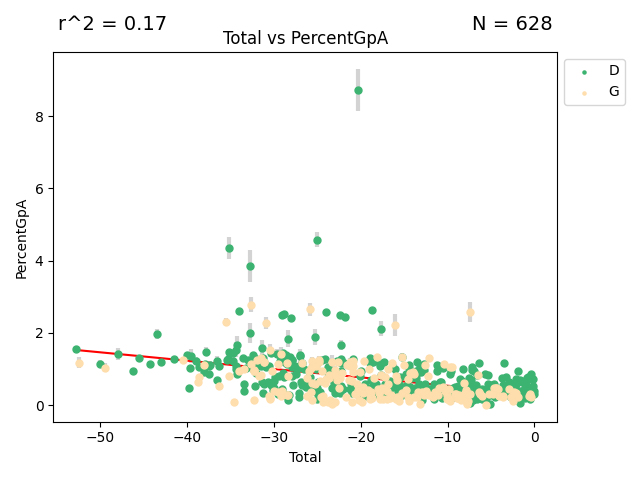 r^2 = 0.17 N = 628
Total vs PercentGpA
D
G
PercentGpA
8
6
4
2
0
−50 −40 −30 −20 −10 0
Total